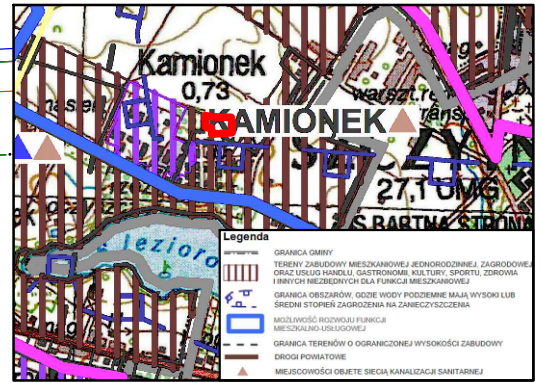 Kamionek
0,73
warszt.
KAMIONEK
27,1 UMG
S.BARTNA STRONA
jezioro
Legenda
GRANICA GMINY
TERENY ZABUDOWY MIESZKANIOWEJ JEDNORODZINNEJ, ZAGRODOWEJ
ORAZ USŁUG HANDLU, GASTRONOMII, KULTURY, SPORTU, ZDROWIA
I INNYCH NIEZBĘDNYCH DLA FUNKCJI MIESZKANIOWEJ
GRANICA OBSZARÓW, GDZIE WODY PODZIEMNE MAJĄ WYSOKI LUB
ŚREDNI STOPIEŃ ZAGROŻENIA NA ZANIECZYSZCZENIA
MOŻLIWOŚĆ ROZWOJU FUNKCJI
MIESZKALNO-USŁUGOWEJ
GRANICA TERENÓW O OGRANICZONEJ WYSOKOŚCI ZABUDOWY
DROGI POWIATOWE
MIEJSCOWOŚCI OBJĘTE SIECIĄ KANALIZACJI SANITARNEJ